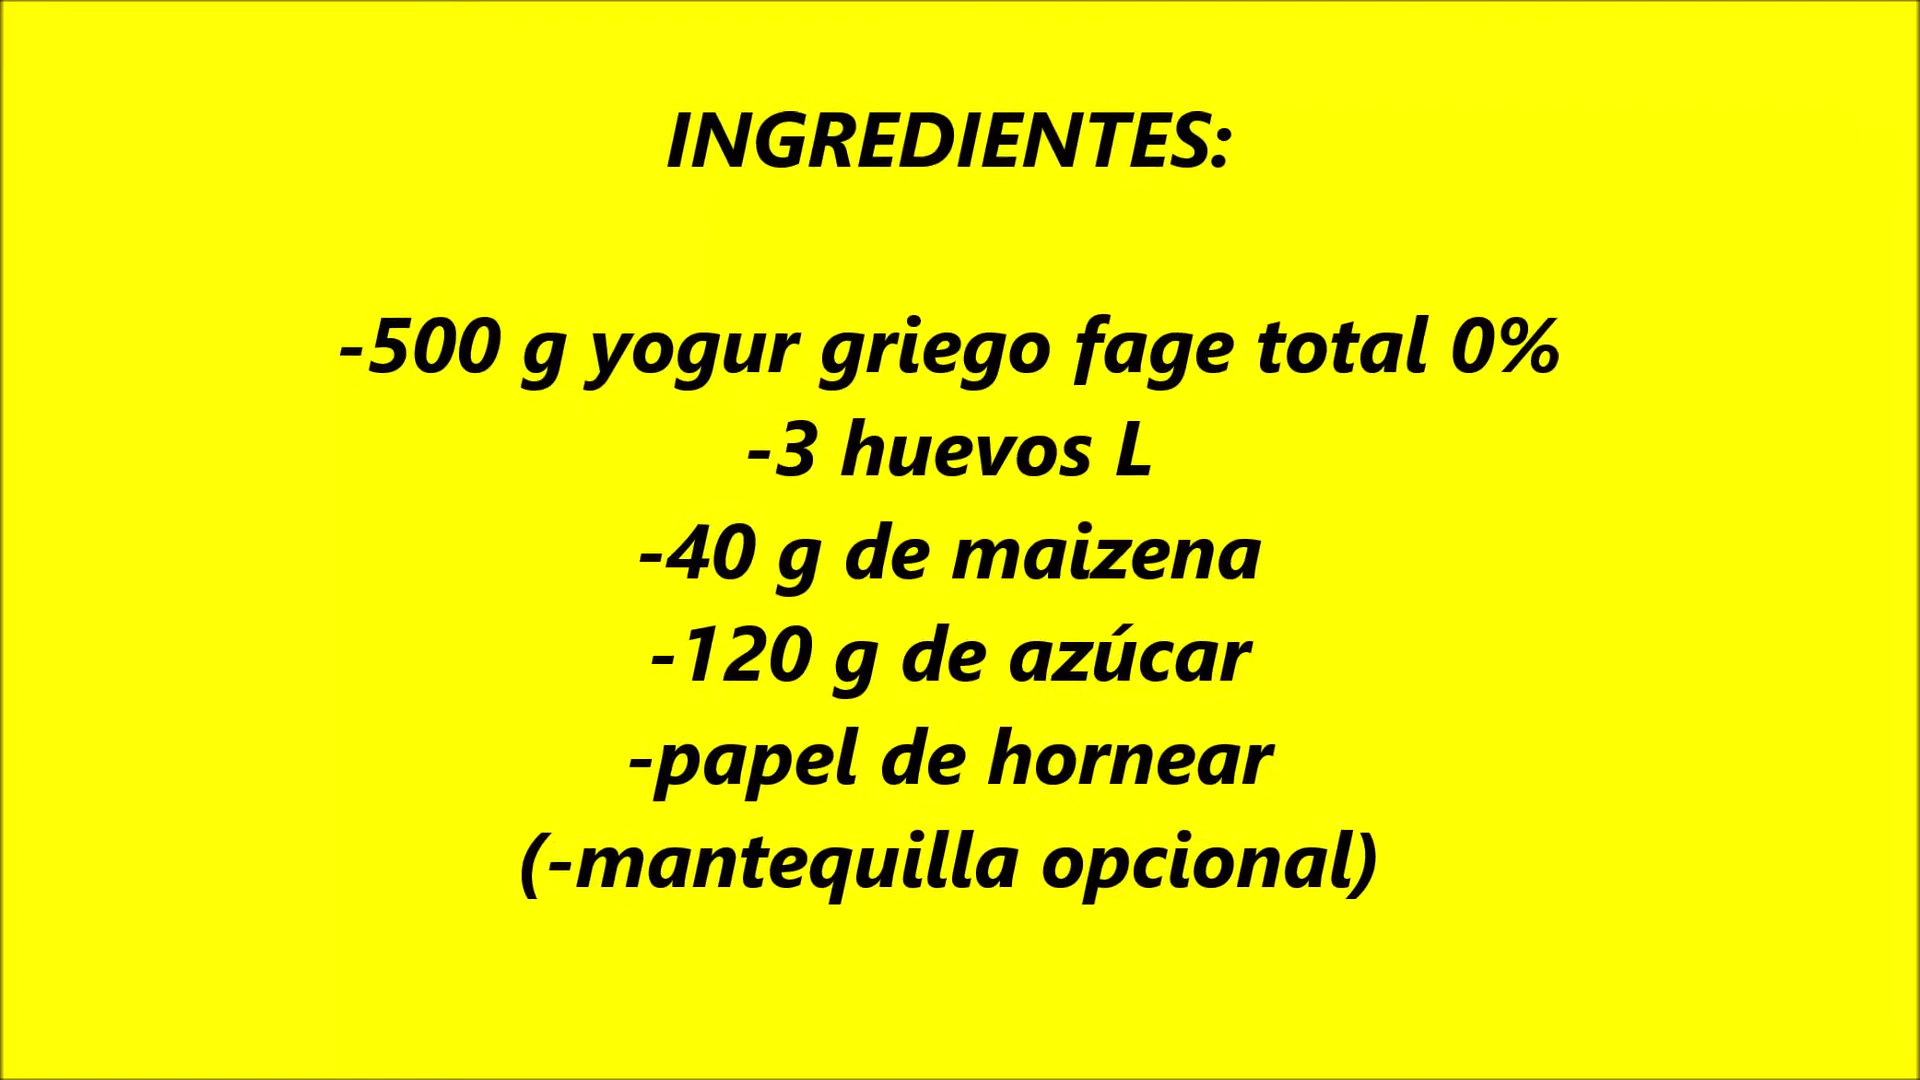 INGREDIENTES:
-500 g yogur griego fage total 0%
-3 huevos L
-40 g de maizena
-120 g de azúcar
-papel de hornear
(-mantequilla opcional)